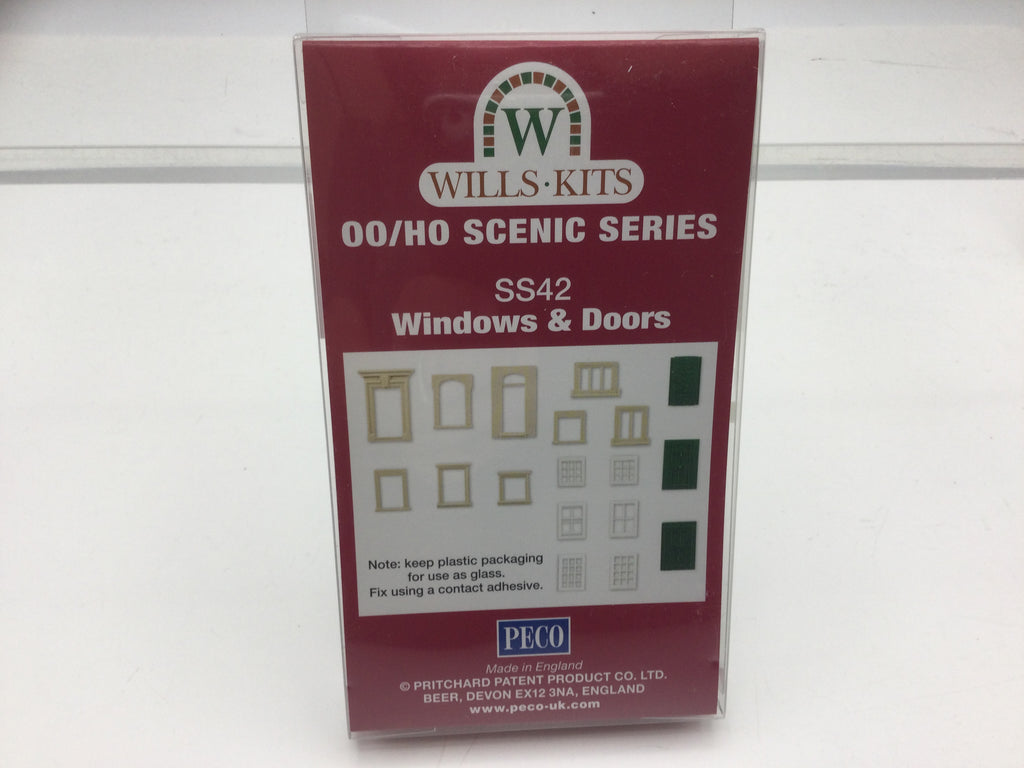 W
WILLS·KITS
OO/HO SCENIC SERIES
SS42
Windows & Doors
Note: keep plastic packaging
for use as glass.
Fix using a contact adhesive.
PECO
Made in England
© PRITCHARD PATENT PRODUCT CO. LTD.
BEER, DEVON EX12 3NA, ENGLAND
www.peco-uk.com